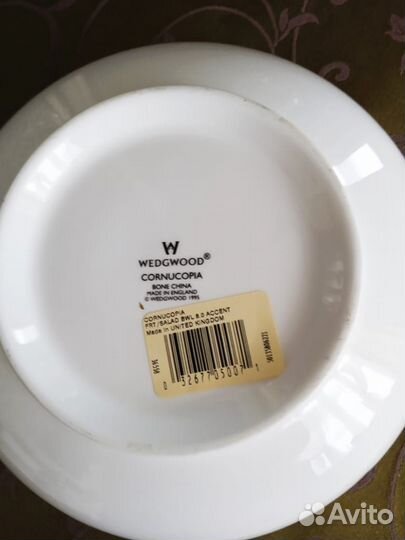 W
WEDGWOOD®
CORNUCOPIA
BONE CHINA
MADE IN ENGLAND
© WEDGWOOD 1995
CORNUCOPIA
FRT/SALAD BWL 8.0 ACCENT
Made in UNITED KINGDOM
0 32677 05007 1
Avito